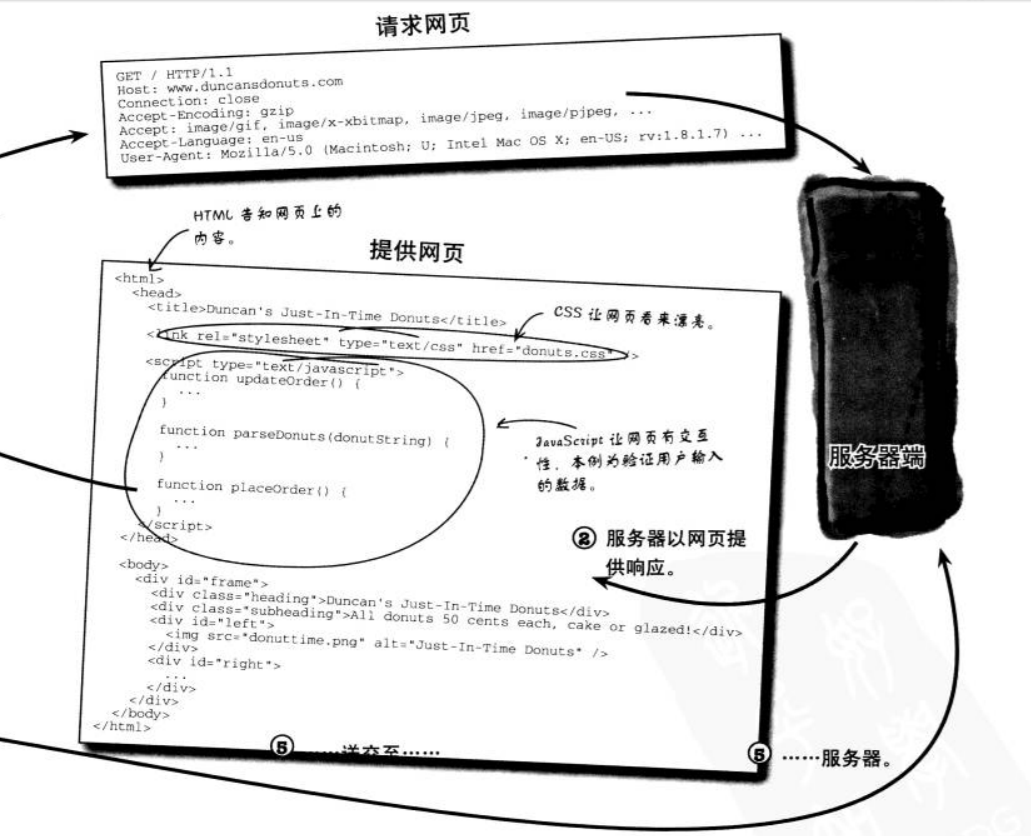 请求网页
GET / HTTP/1.1
Host: www.duncansdonuts.com
Connection: close
Accept-Encoding: gzip
Accept: image/gif, image/x-xbitmap, image/jpeg, image/pjpeg, ...
Accept-Language: en-us
User-Agent: Mozilla/5.0 (Macintosh; U; Intel Mac OS X; en-US; rv:1.8.1.7) ...
HTML 告知网页上的
内容。
提供网页
<html>
<head>
<title>Duncan's Just-In-Time Donuts</title>
CSS 让网页看来漂亮。
<link rel="stylesheet" type="text/css" href="donuts.css" />
<script type="text/javascript">
function updateOrder() {
...
}
function parseDonuts(donutString) {
...
}
function placeOrder() {
...
}
</script>
</head>
JavaScript 让网页有交互
性，本例为验证用户输入
的数据。
服务器端
② 服务器以网页提
供响应。
<body>
<div id="frame">
<div class="heading">Duncan's Just-In-Time Donuts</div>
<div class="subheading">All donuts 50 cents each, cake or glazed!</div>
<div id="left">
<img src="donuttime.png" alt="Just-In-Time Donuts" />
</div>
<div id="right">
...
</div>
</div>
</body>
</html>
⑤ ……送交至……
⑤ ……服务器。